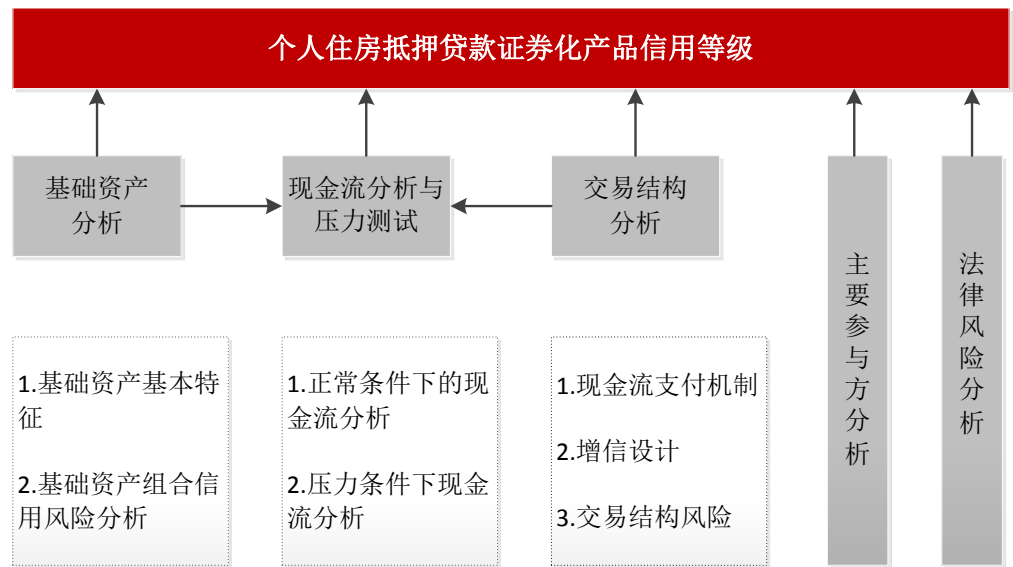 个人住房抵押贷款证券化产品信用等级
基础资产
分析
现金流分析与
压力测试
交易结构
分析
主要参与方分析
法律风险分析
1.基础资产基本特
征
2.基础资产组合信
用风险分析
1.正常条件下的现
金流分析
2.压力条件下现金
流分析
1.现金流支付机制
2.增信设计
3.交易结构风险